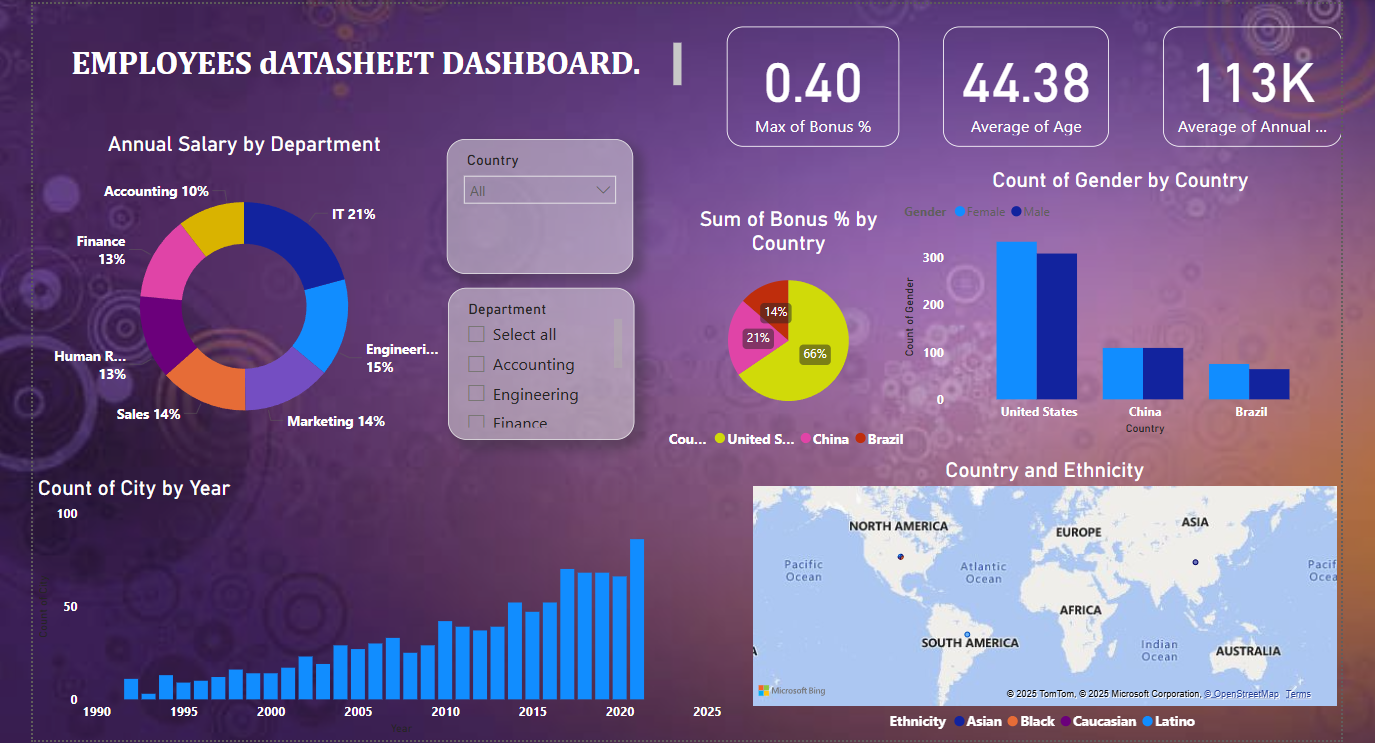 EMPLOYEES dATASHEET DASHBOARD.
0.40
Max of Bonus %
44.38
Average of Age
113K
Average of Annual ...
Annual Salary by Department
Accounting 10%
IT 21%
Finance
13%
Human R...
13%
Engineeri...
15%
Sales 14%
Marketing 14%
Country
All
Department
Select all
Accounting
Engineering
Finance
Sum of Bonus % by
Country
14%
21%
66%
Cou...
United S...
China
Brazil
Count of Gender by Country
Gender
Female
Male
Count of Gender
300
200
100
0
United States
China
Brazil
Country
Count of City by Year
100
50
0
1990
1995
2000
2005
2010
2015
2020
2025
Year
Country and Ethnicity
NORTH AMERICA
EUROPE
ASIA
Pacific
Ocean
Atlantic
Ocean
Pacif
Ocea
AFRICA
SOUTH AMERICA
Indian
Ocean
AUSTRALIA
A
Microsoft Bing
© 2025 TomTom, © 2025 Microsoft Corporation, © OpenStreetMap Terms
Ethnicity
Asian
Black
Caucasian
Latino